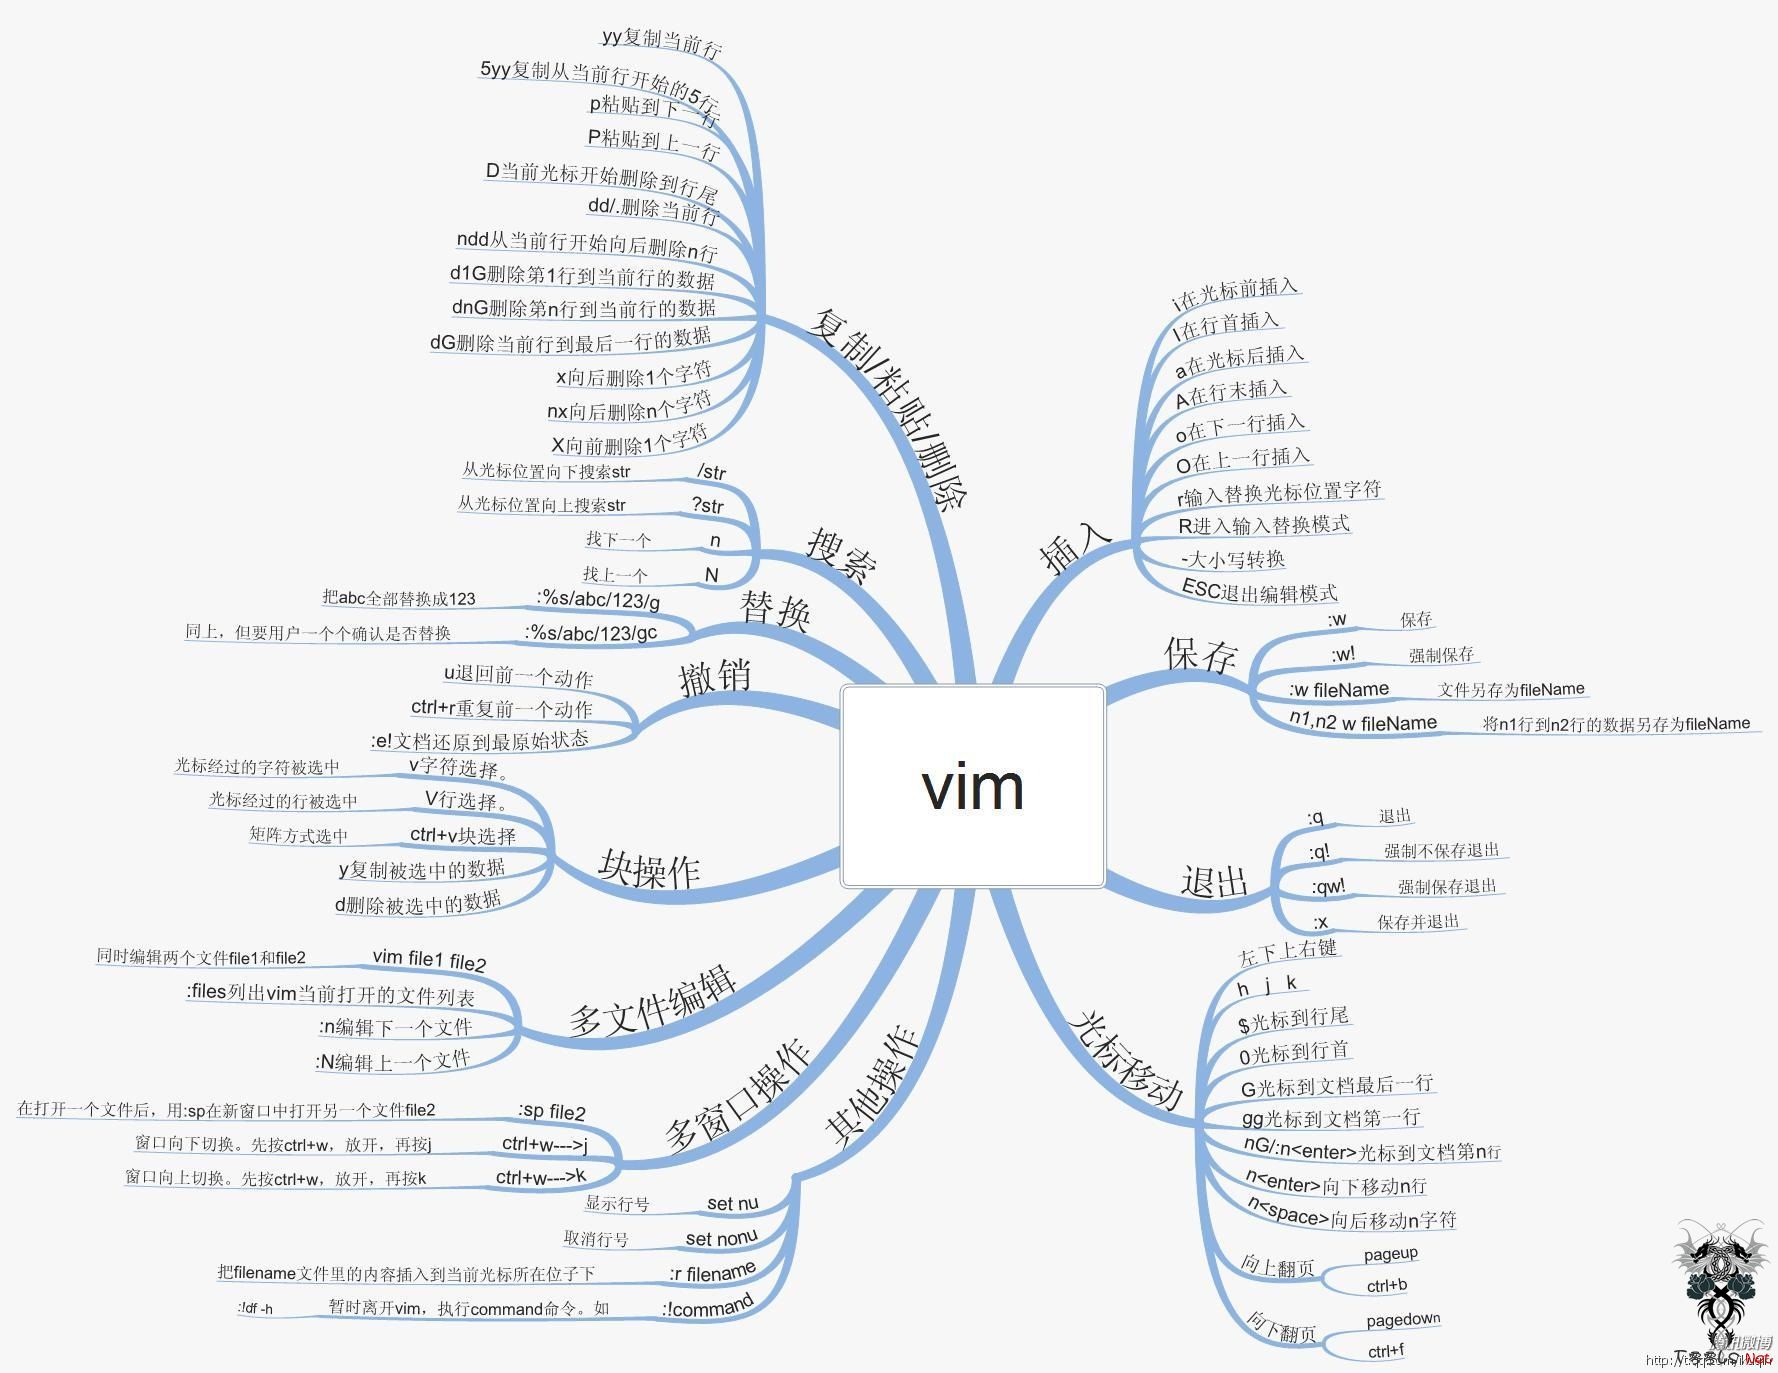 yy复制当前行
5yy复制从当前行开始的5行
p粘贴到下一行
P粘贴到上一行
D当前光标开始删除到行尾
dd/.删除当前行
ndd从当前行开始向后删除n行
d1G删除第1行到当前行的数据
dnG删除第n行到当前行的数据
dG删除当前行到最后一行的数据
x向后删除1个字符
nx向后删除n个字符
X向前删除1个字符
复制/粘贴/删除
从光标位置向下搜索str /str
从光标位置向上搜索str ?str
找下一个 n
找上一个 N
搜索
把abc全部替换成123 :%s/abc/123/g
同上，但要用户一个个确认是否替换 :%s/abc/123/gc
替换
u退回前一个动作
ctrl+r重复前一个动作
:e!文档还原到最原始状态
撤销
光标经过的字符被选中 v字符选择。
光标经过的行被选中 V行选择。
矩阵方式选中 ctrl+v块选择
y复制被选中的数据
d删除被选中的数据
块操作
同时编辑两个文件file1和file2 vim file1 file2
:files列出vim当前打开的文件列表
:n编辑下一个文件
:N编辑上一个文件
多文件编辑
在打开一个文件后，用:sp在新窗口中打开另一个文件file2 :sp file2
窗口向下切换。先按ctrl+w，放开，再按j ctrl+w--->j
窗口向上切换。先按ctrl+w，放开，再按k ctrl+w--->k
多窗口操作
显示行号 set nu
取消行号 set nonu
把filename文件里的内容插入到当前光标所在位子下 :r filename
:!df -h 暂时离开vim，执行command命令。如 :!command
其他操作
vim
i在光标前插入
I在行首插入
a在光标后插入
A在行末插入
o在下一行插入
O在上一行插入
r输入替换光标位置字符
R进入输入替换模式
-大小写转换
ESC退出编辑模式
插入
:w 保存
:w! 强制保存
:w fileName 文件另存为fileName
n1,n2 w fileName 将n1行到n2行的数据另存为fileName
保存
:q 退出
:q! 强制不保存退出
:qw! 强制保存退出
:x 保存并退出
退出
左下上右键
h j k
$光标到行尾
0光标到行首
G光标到文档最后一行
gg光标到文档第一行
nG/:n<enter>光标到文档第n行
n<enter>向下移动n行
n<space>向后移动n字符
向上翻页 pageup
ctrl+b
向下翻页 pagedown
ctrl+f
光标移动
腾讯微博